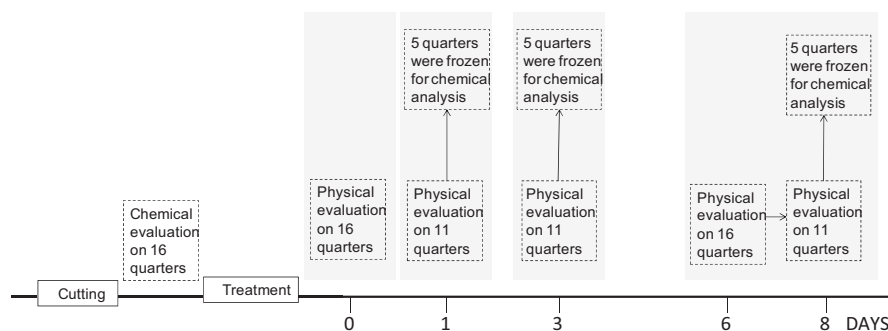 5 quarters
were frozen
for chemical
analysis
5 quarters
were frozen
for chemical
analysis
5 quarters
were frozen
for chemical
analysis
Chemical
evaluation
on 16
quarters
Physical
evaluation
on 16
quarters
Physical
evaluation
on 11
quarters
Physical
evaluation
on 11
quarters
Physical
evaluation
on 16
quarters
Physical
evaluation
on 11
quarters
Cutting
Treatment
0 1 3 6 8 DAYS